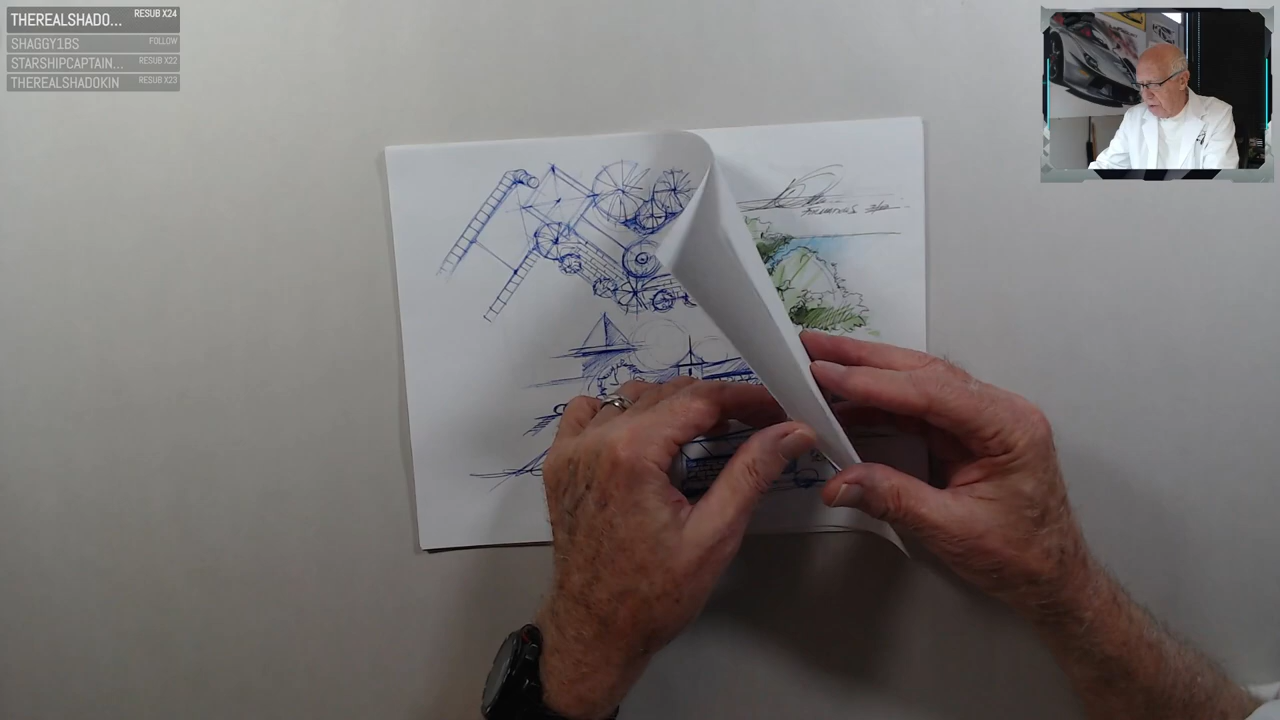 THEREALSHADO... RESUB X24
SHAGGY1BS FOLLOW
STARSHIPCAPTAIN... RESUB X22
THEREALSHADOKIN RESUB X23